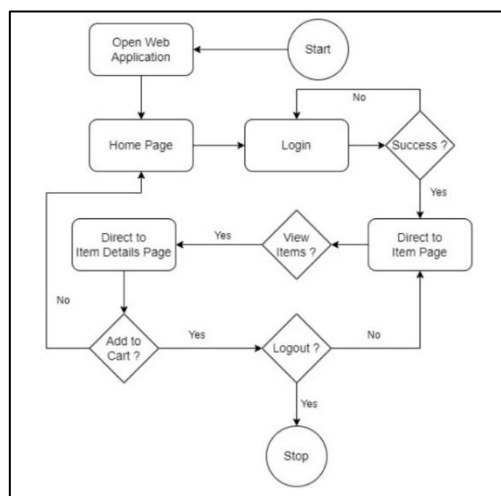 Open Web
Application
Start
No
Home Page
Login
Success ?
Yes
Direct to
Item Details Page
Yes
View
Items ?
Direct to
Item Page
No
Add to
Cart ?
Yes
Logout ?
No
Yes
Stop